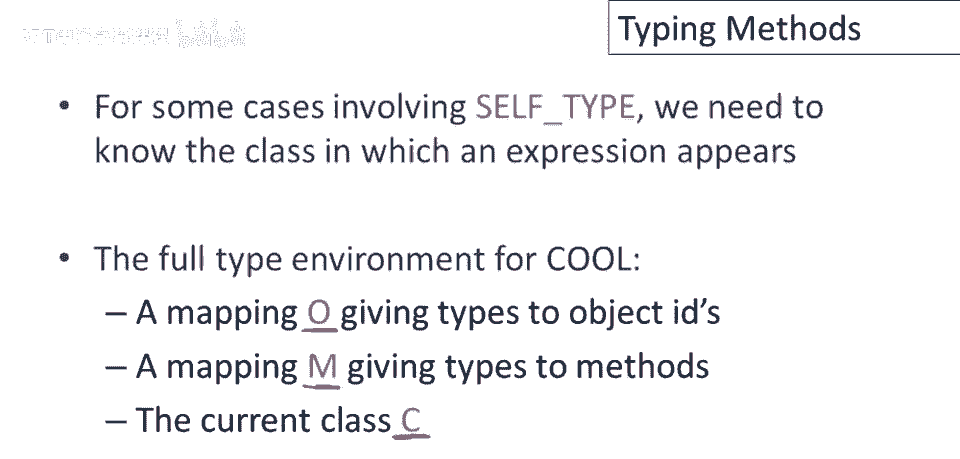 Typing Methods
• For some cases involving SELF_TYPE, we need to
know the class in which an expression appears
• The full type environment for COOL:
– A mapping O giving types to object id’s
– A mapping M giving types to methods
– The current class C